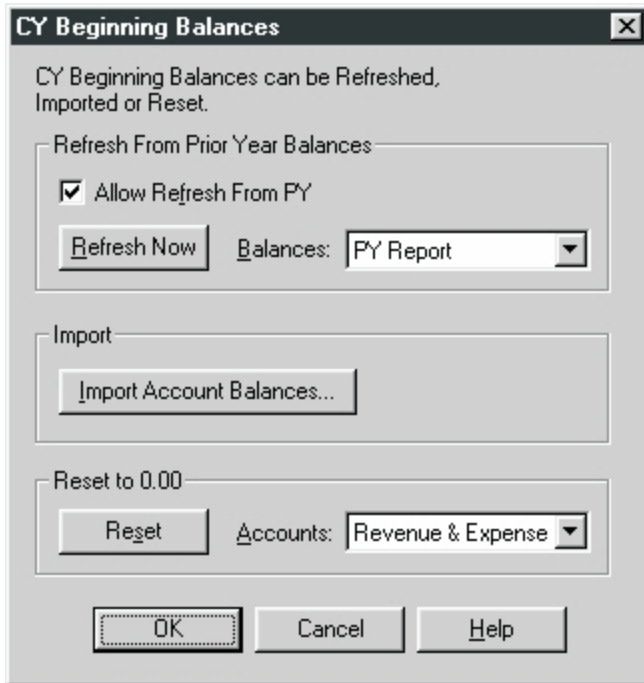 CY Beginning Balances
CY Beginning Balances can be Refreshed,
Imported or Reset.
Refresh From Prior Year Balances
Allow Refresh From PY
Refresh Now Balances: PY Report
Import
Import Account Balances...
Reset to 0.00
Reset Accounts: Revenue & Expense
OK Cancel Help